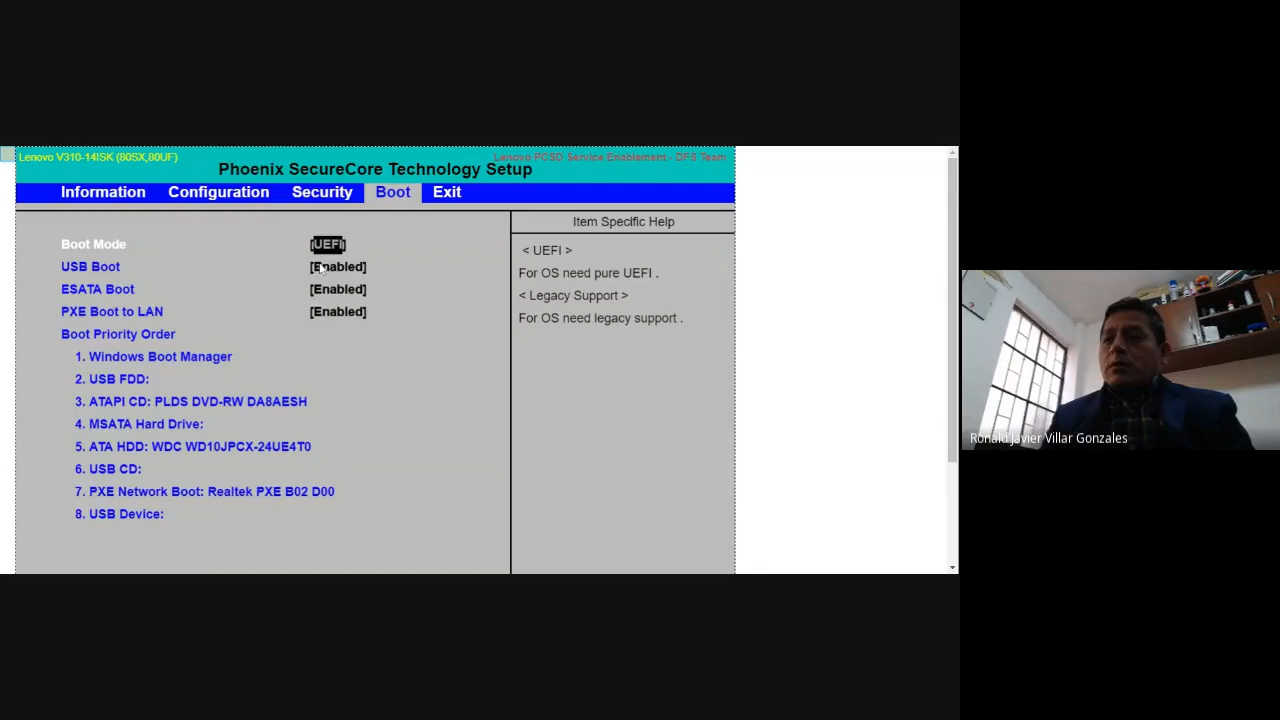 Lenovo V310-14ISK (80SX,80UF)
Lenovo PCSD Service Enablement - DFS Team
Phoenix SecureCore Technology Setup
Information Configuration Security Boot Exit
Item Specific Help
Boot Mode [UEFI]
USB Boot [Enabled]
ESATA Boot [Enabled]
PXE Boot to LAN [Enabled]
Boot Priority Order
1. Windows Boot Manager
2. USB FDD:
3. ATAPI CD: PLDS DVD-RW DA8AESH
4. MSATA Hard Drive:
5. ATA HDD: WDC WD10JPCX-24UE4T0
6. USB CD:
7. PXE Network Boot: Realtek PXE B02 D00
8. USB Device:
< UEFI >
For OS need pure UEFI .
< Legacy Support >
For OS need legacy support .
Ronald Javier Villar Gonzales